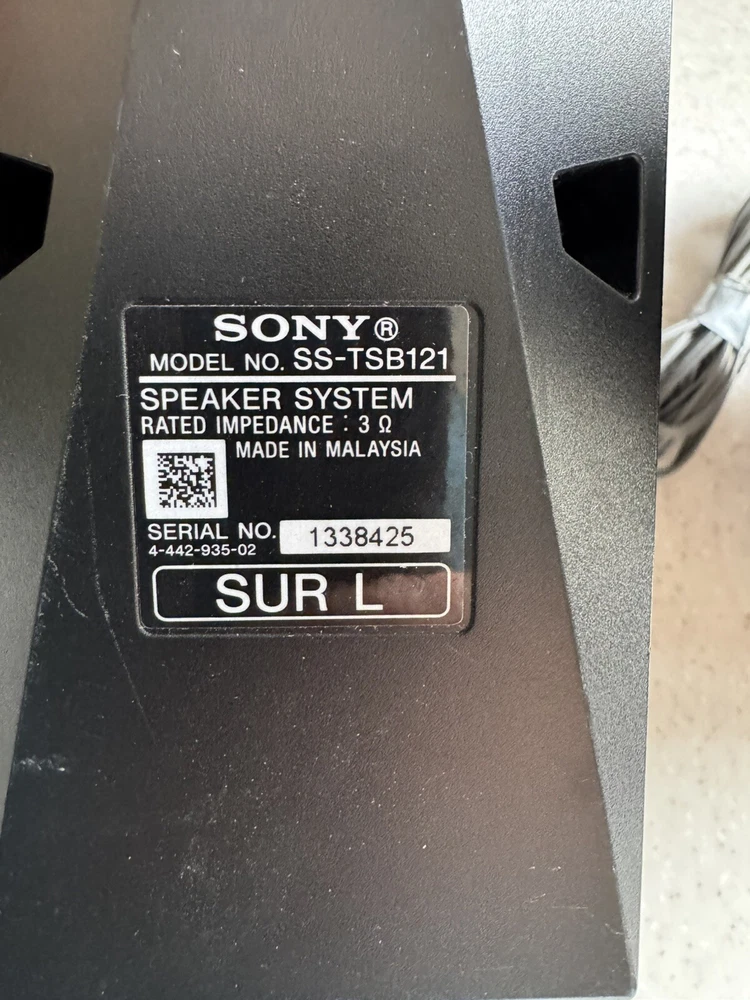 SONY®
MODEL NO. SS-TSB121
SPEAKER SYSTEM
RATED IMPEDANCE : 3 Ω
MADE IN MALAYSIA
SERIAL NO. 1338425
4-442-935-02
SUR L